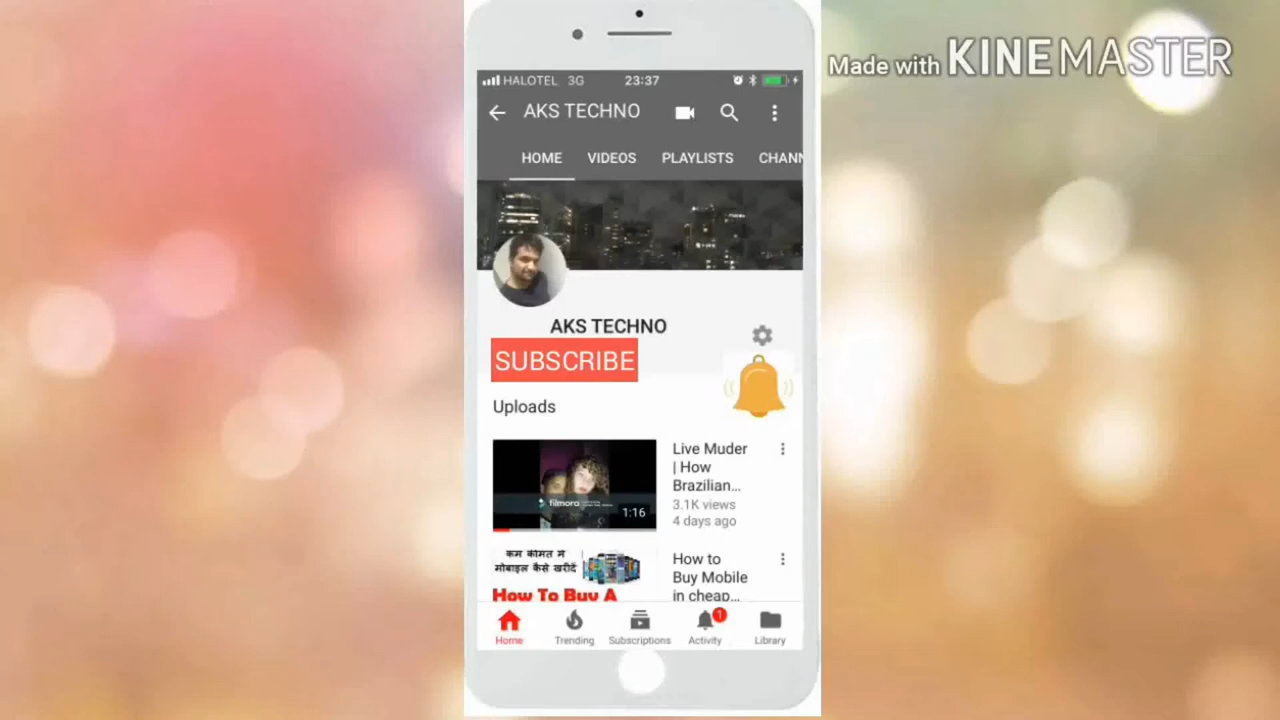 Made with KINEMASTER
HALOTEL 3G 23:37
AKS TECHNO
HOME VIDEOS PLAYLISTS CHANN
AKS TECHNO
SUBSCRIBE
Uploads
Live Muder
| How
Brazilian...
3.1K views
4 days ago
filmora
1:16
कम कीमत में
मोबाइल कैसे खरीदें
How To Buy A
How to
Buy Mobile
in cheap...
Home Trending Subscriptions Activity 1 Library